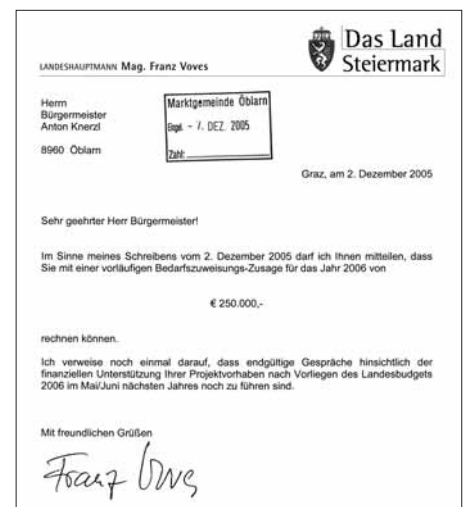 Das Land
Steiermark
LANDESHAUPTMANN Mag. Franz Voves
Herrn
Bürgermeister
Anton Knerzl
8960 Öblarn
Marktgemeinde Öblarn
Eingel. - 7. DEZ. 2005
Zahl:
Graz, am 2. Dezember 2005
Sehr geehrter Herr Bürgermeister!
Im Sinne meines Schreibens vom 2. Dezember 2005 darf ich Ihnen mitteilen, dass
Sie mit einer vorläufigen Bedarfszuweisungs-Zusage für das Jahr 2006 von
€ 250.000,-
rechnen können.
Ich verweise noch einmal darauf, dass endgültige Gespräche hinsichtlich der
finanziellen Unterstützung Ihrer Projektvorhaben nach Vorliegen des Landesbudgets
2006 im Mai/Juni nächsten Jahres noch zu führen sind.
Mit freundlichen Grüßen
Franz Voves